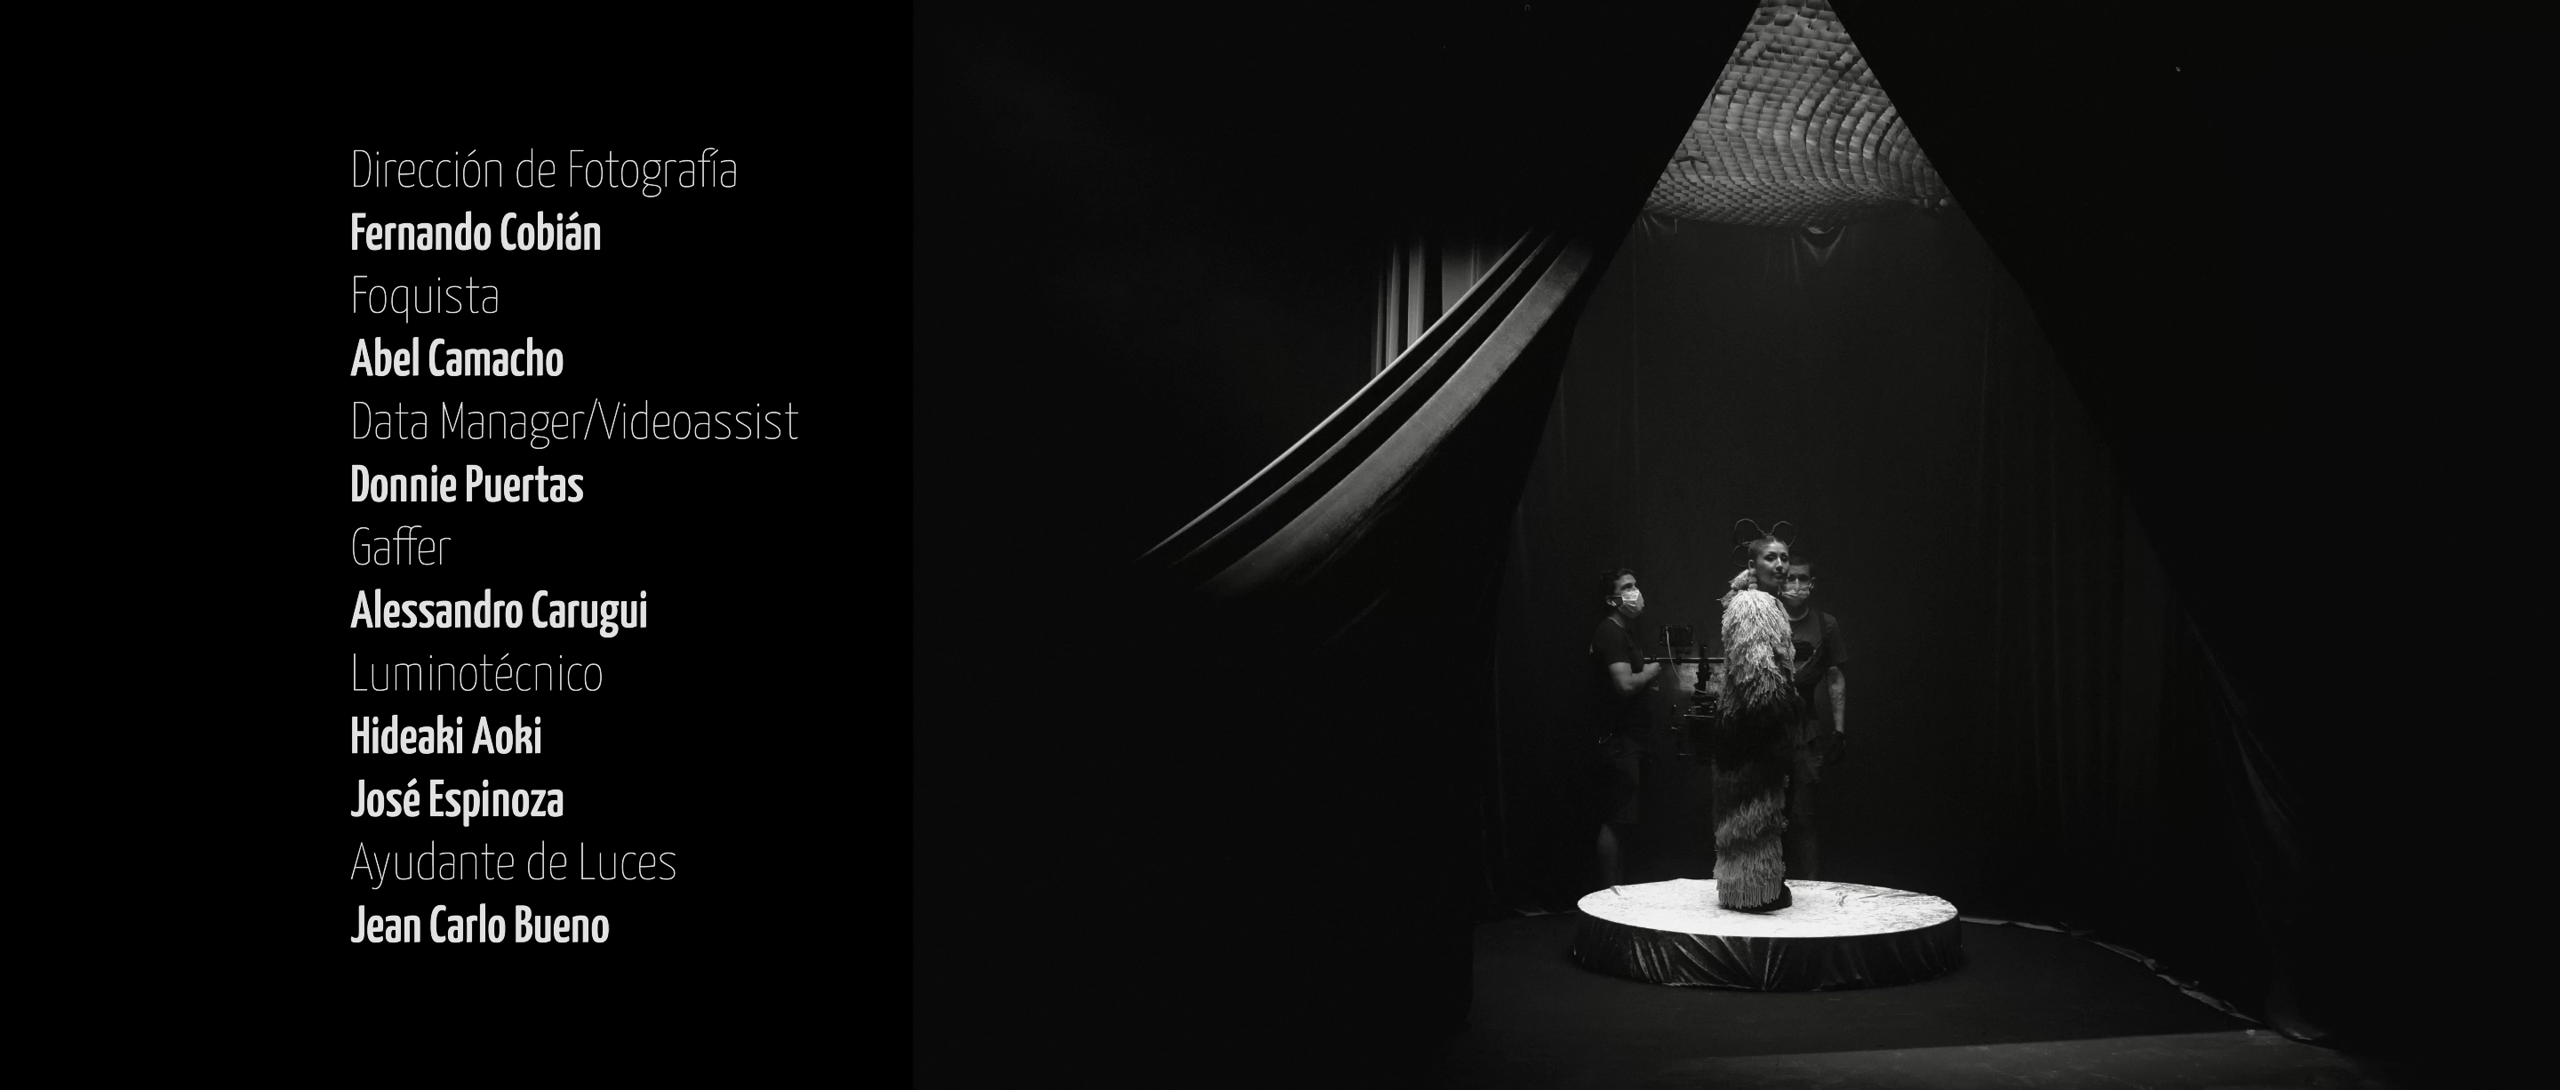 Dirección de Fotografía
Fernando Cobián
Foquista
Abel Camacho
Data Manager/Videoassist
Donnie Puertas
Gaffer
Alessandro Carugui
Luminotécnico
Hideaki Aoki
José Espinoza
Ayudante de Luces
Jean Carlo Bueno